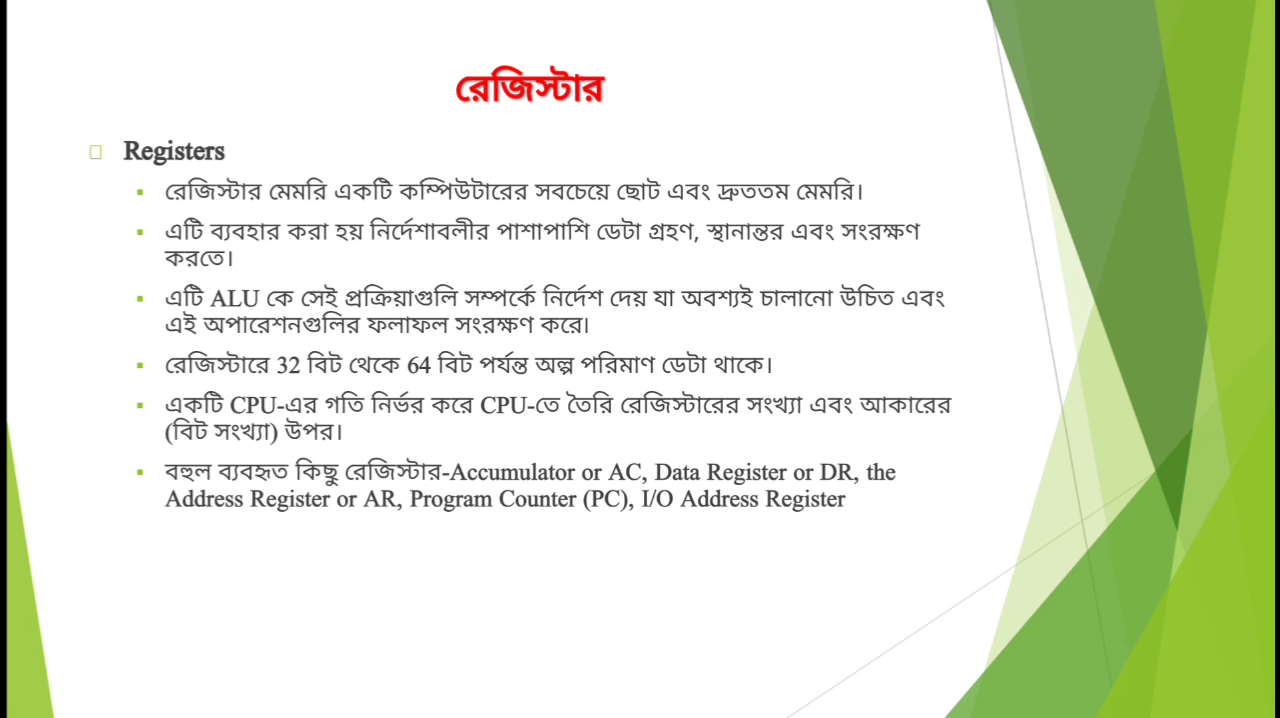 রেজিস্টার
Registers
রেজিস্টার মেমরি একটি কম্পিউটারের সবচেয়ে ছোট এবং দ্রুততম মেমরি।
এটি ব্যবহার করা হয় নির্দেশাবলীর পাশাপাশি ডেটা গ্রহণ, স্থানান্তর এবং সংরক্ষণ
করতে।
এটি ALU কে সেই প্রক্রিয়াগুলি সম্পর্কে নির্দেশ দেয় যা অবশ্যই চালানো উচিত এবং
এই অপারেশনগুলির ফলাফল সংরক্ষণ করে।
রেজিস্টারে 32 বিট থেকে 64 বিট পর্যন্ত অল্প পরিমাণ ডেটা থাকে।
একটি CPU-এর গতি নির্ভর করে CPU-তে তৈরি রেজিস্টারের সংখ্যা এবং আকারের
(বিট সংখ্যা) উপর।
বহুল ব্যবহৃত কিছু রেজিস্টার-Accumulator or AC, Data Register or DR, the
Address Register or AR, Program Counter (PC), I/O Address Register